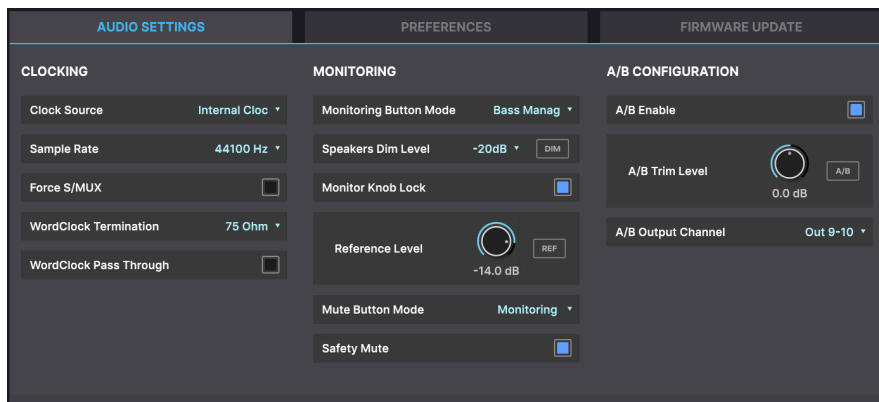 AUDIO SETTINGS
PREFERENCES
FIRMWARE UPDATE
CLOCKING
Clock Source Internal Cloc
Sample Rate 44100 Hz
Force S/MUX
WordClock Termination 75 Ohm
WordClock Pass Through
MONITORING
Monitoring Button Mode Bass Manag
Speakers Dim Level -20dB DIM
Monitor Knob Lock
Reference Level REF
-14.0 dB
Mute Button Mode Monitoring
Safety Mute
A/B CONFIGURATION
A/B Enable
A/B Trim Level A/B
0.0 dB
A/B Output Channel Out 9-10